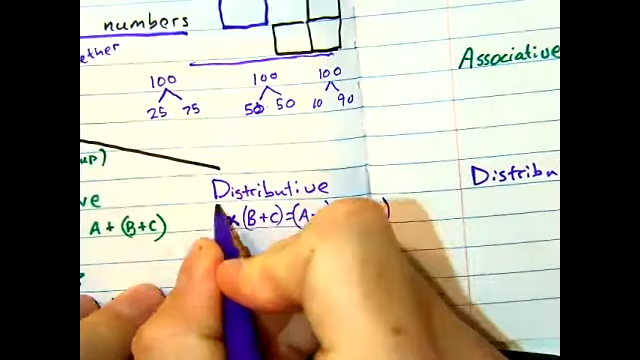 numbers
ether
100 100 100
25 75 50 50 10 90
Associative
up)
Distributive
Distribu
ve
x (B+C)=(A
A + (B+C)